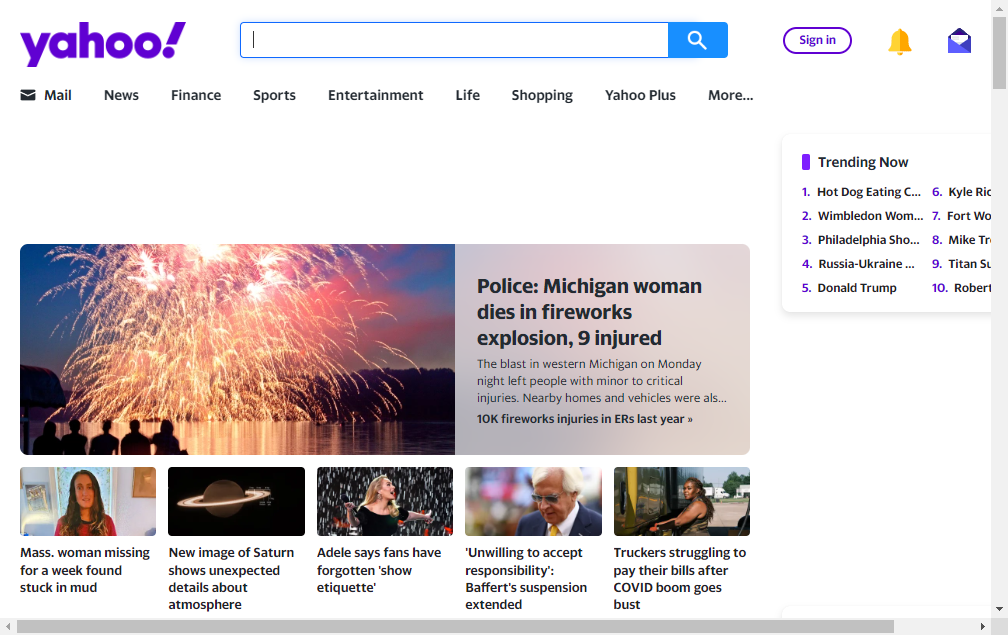 yahoo!
Sign in
Mail News Finance Sports Entertainment Life Shopping Yahoo Plus More...
Trending Now
1. Hot Dog Eating C... 6. Kyle Ric
2. Wimbledon Wom... 7. Fort Wo
3. Philadelphia Sho... 8. Mike Tr
4. Russia-Ukraine ... 9. Titan Su
5. Donald Trump 10. Robert
Police: Michigan woman
dies in fireworks
explosion, 9 injured
The blast in western Michigan on Monday
night left people with minor to critical
injuries. Nearby homes and vehicles were als...
10K fireworks injuries in ERs last year »
Mass. woman missing
for a week found
stuck in mud
New image of Saturn
shows unexpected
details about
atmosphere
Adele says fans have
forgotten 'show
etiquette'
'Unwilling to accept
responsibility':
Baffert's suspension
extended
Truckers struggling to
pay their bills after
COVID boom goes
bust